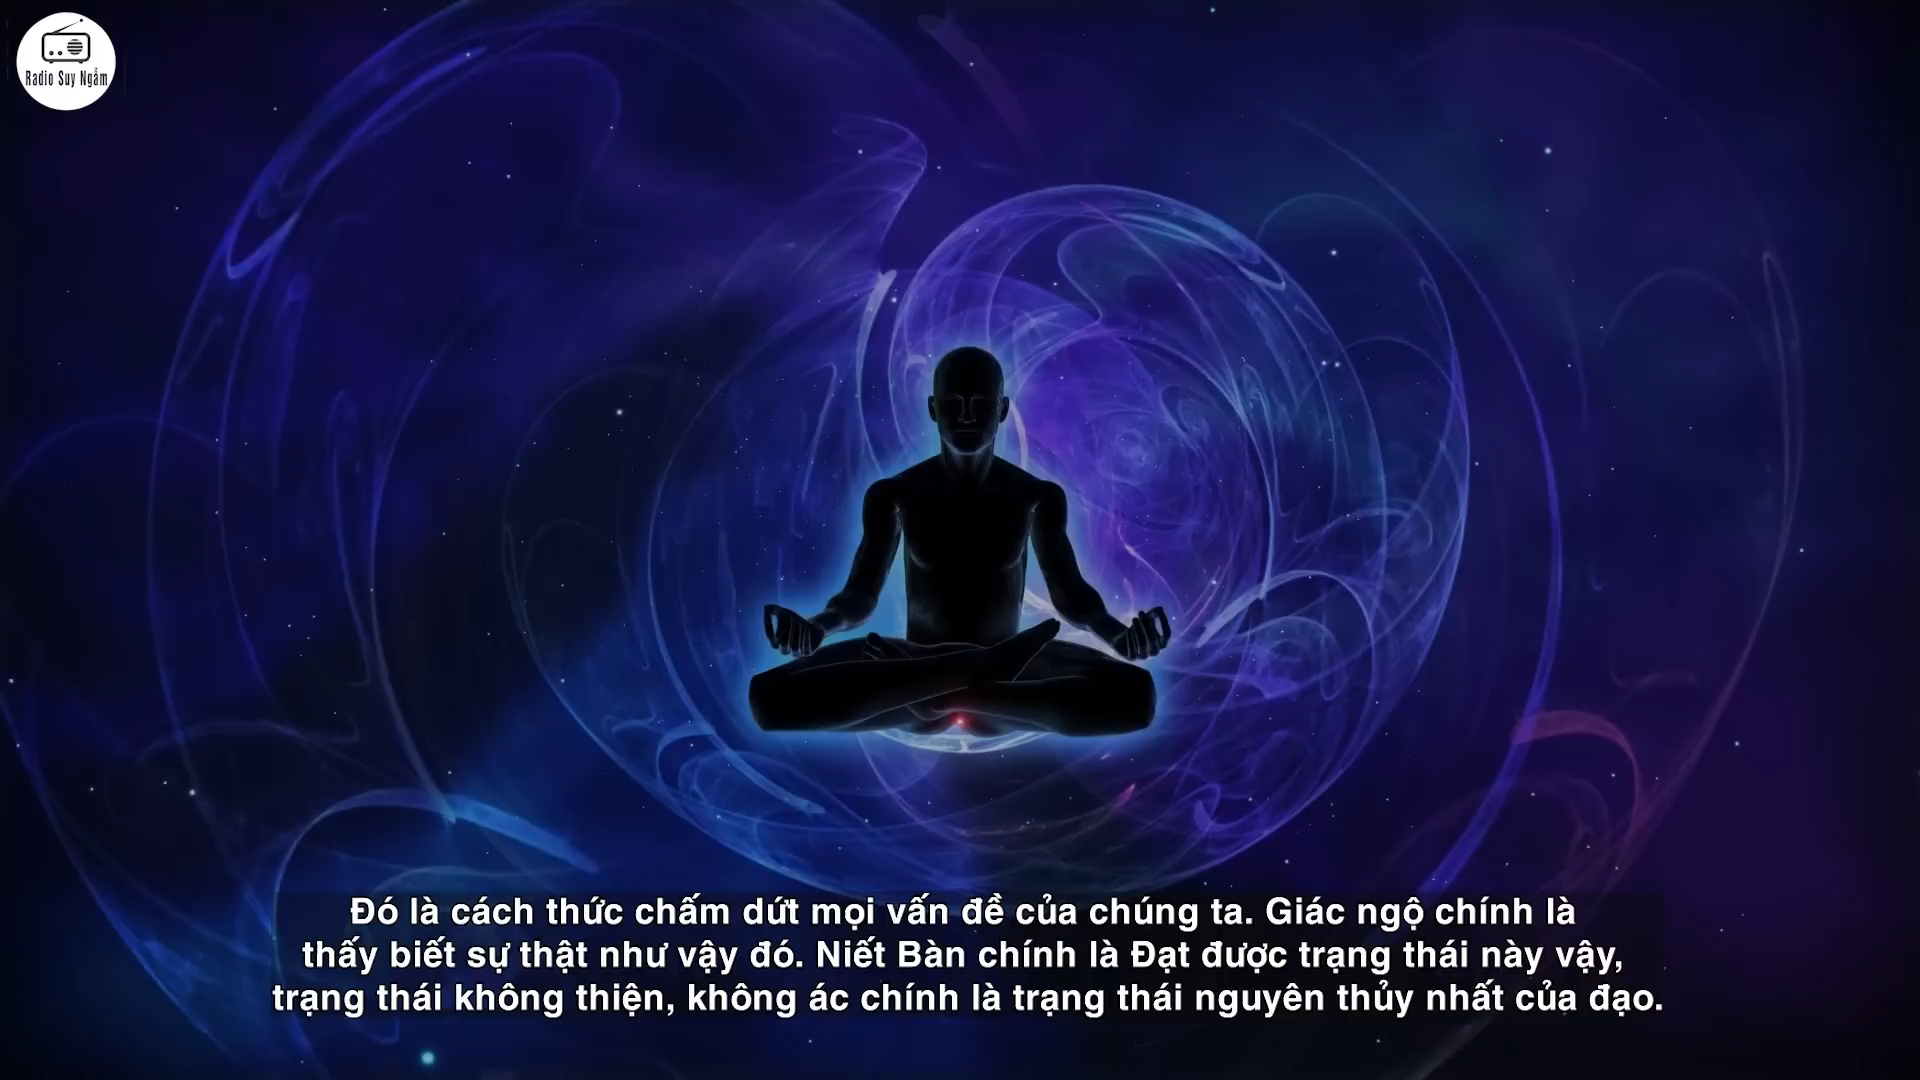 Radio Suy Ngẫm
Đó là cách thức chấm dứt mọi vấn đề của chúng ta. Giác ngộ chính là
thấy biết sự thật như vậy đó. Niết Bàn chính là Đạt được trạng thái này vậy,
trạng thái không thiện, không ác chính là trạng thái nguyên thủy nhất của đạo.